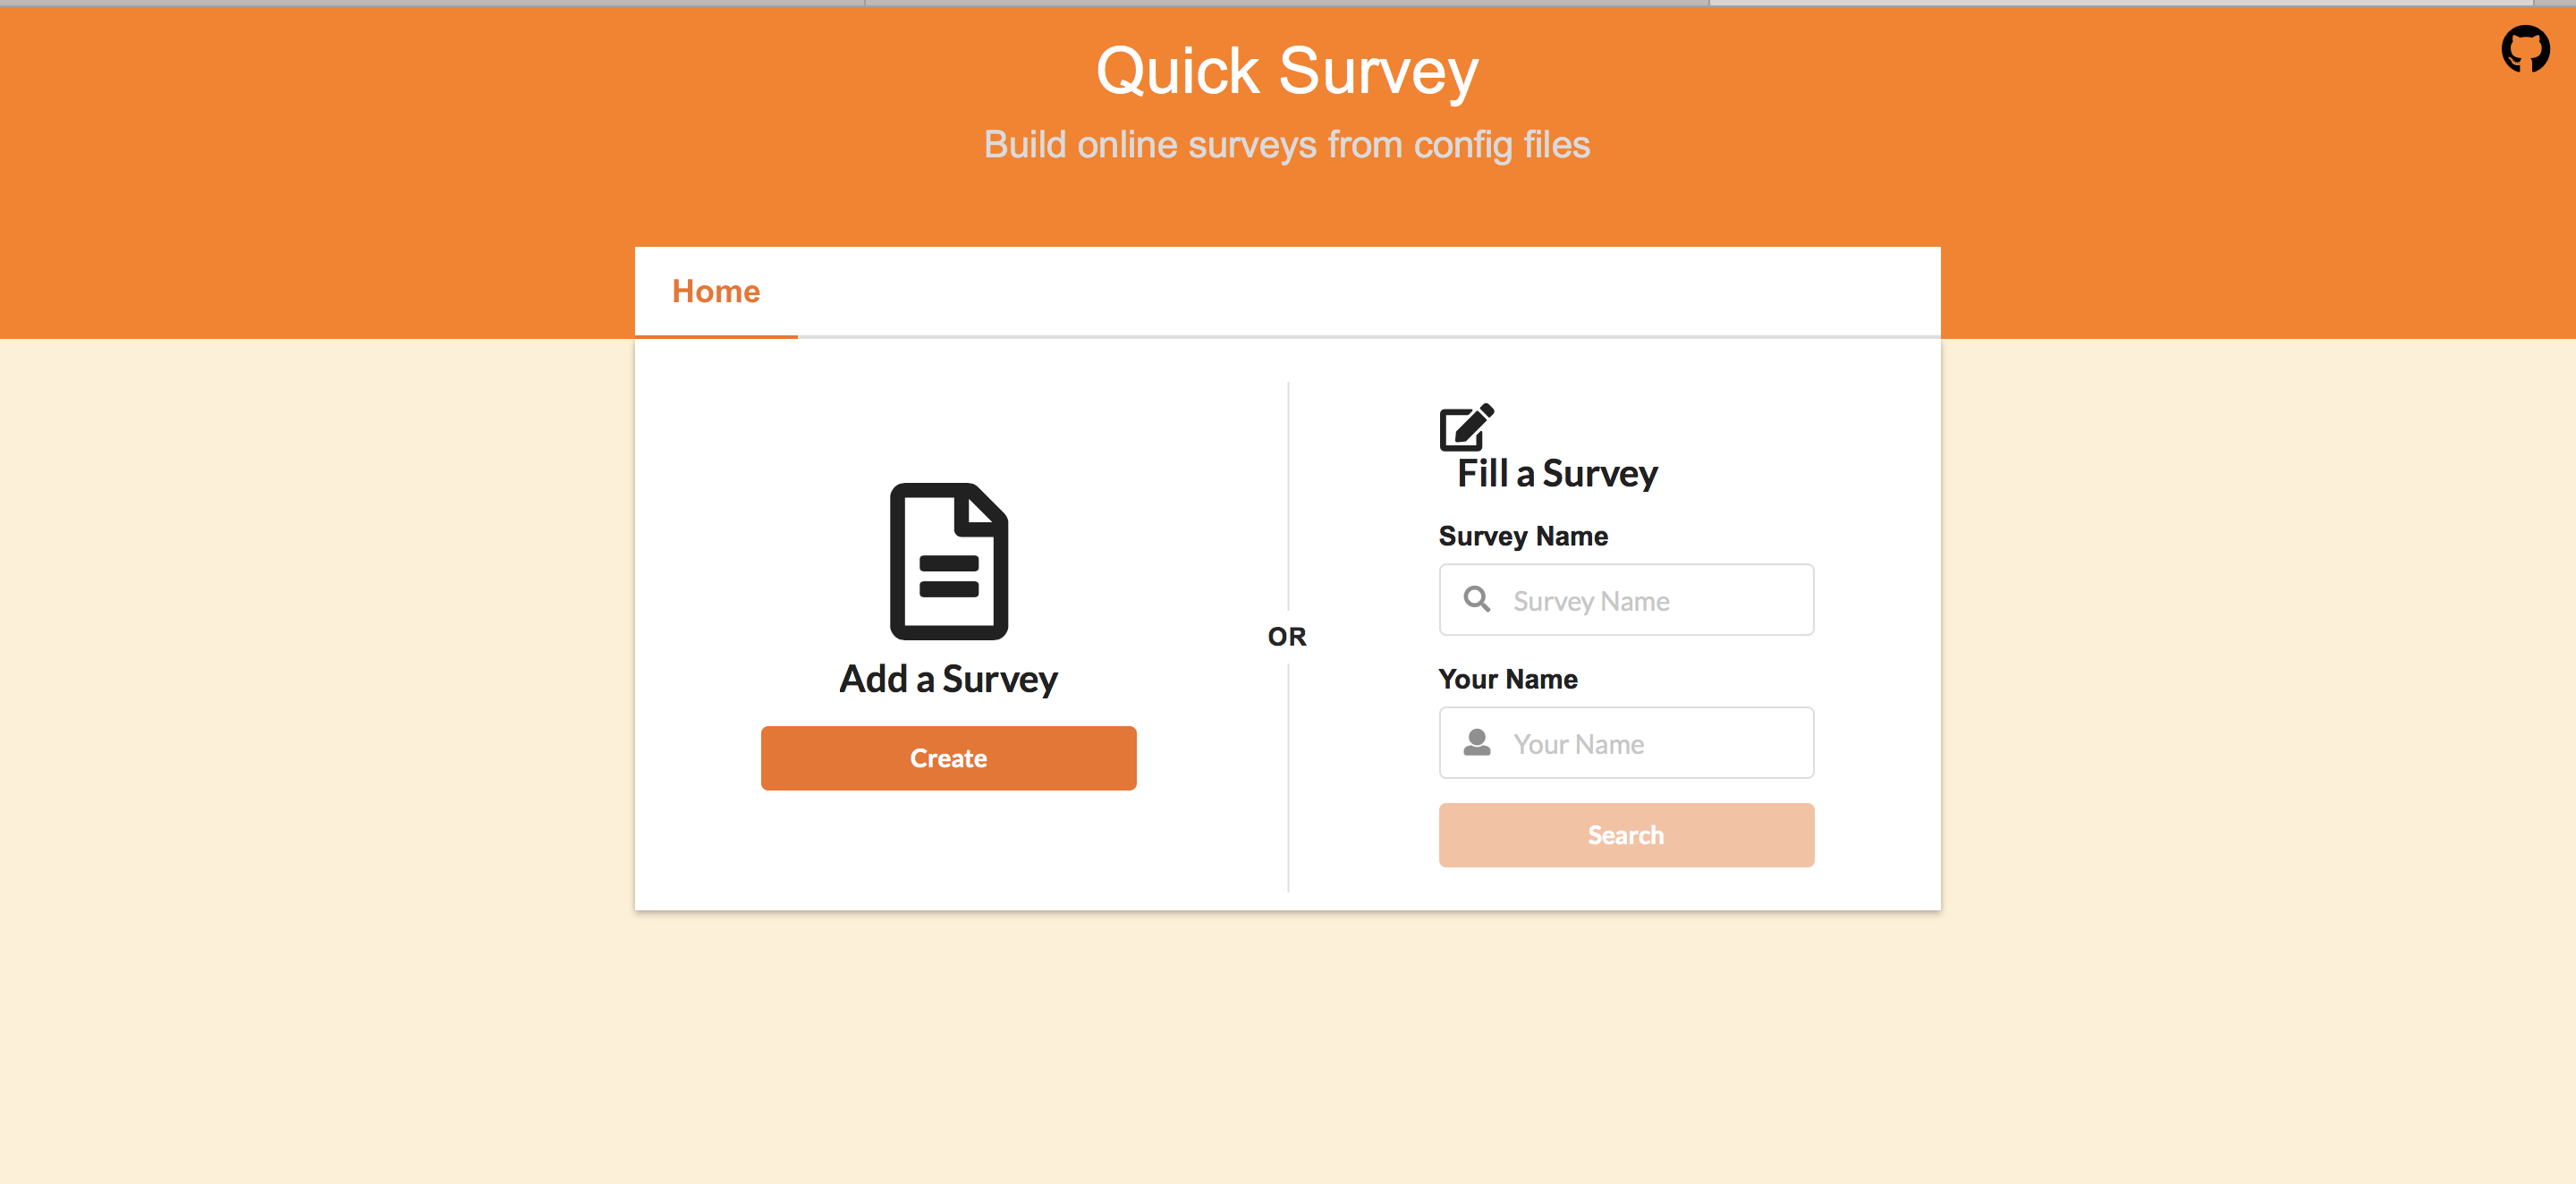 Quick Survey
Build online surveys from config files
Home
Add a Survey
Create
OR
Fill a Survey
Survey Name
Survey Name
Your Name
Your Name
Search